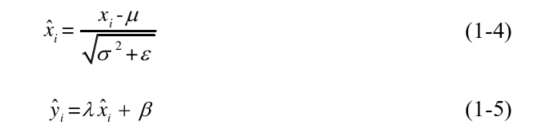 x̂ᵢ = (xᵢ - μ) / √(σ² + ε) (1-4)
ŷᵢ = λx̂ᵢ + β (1-5)